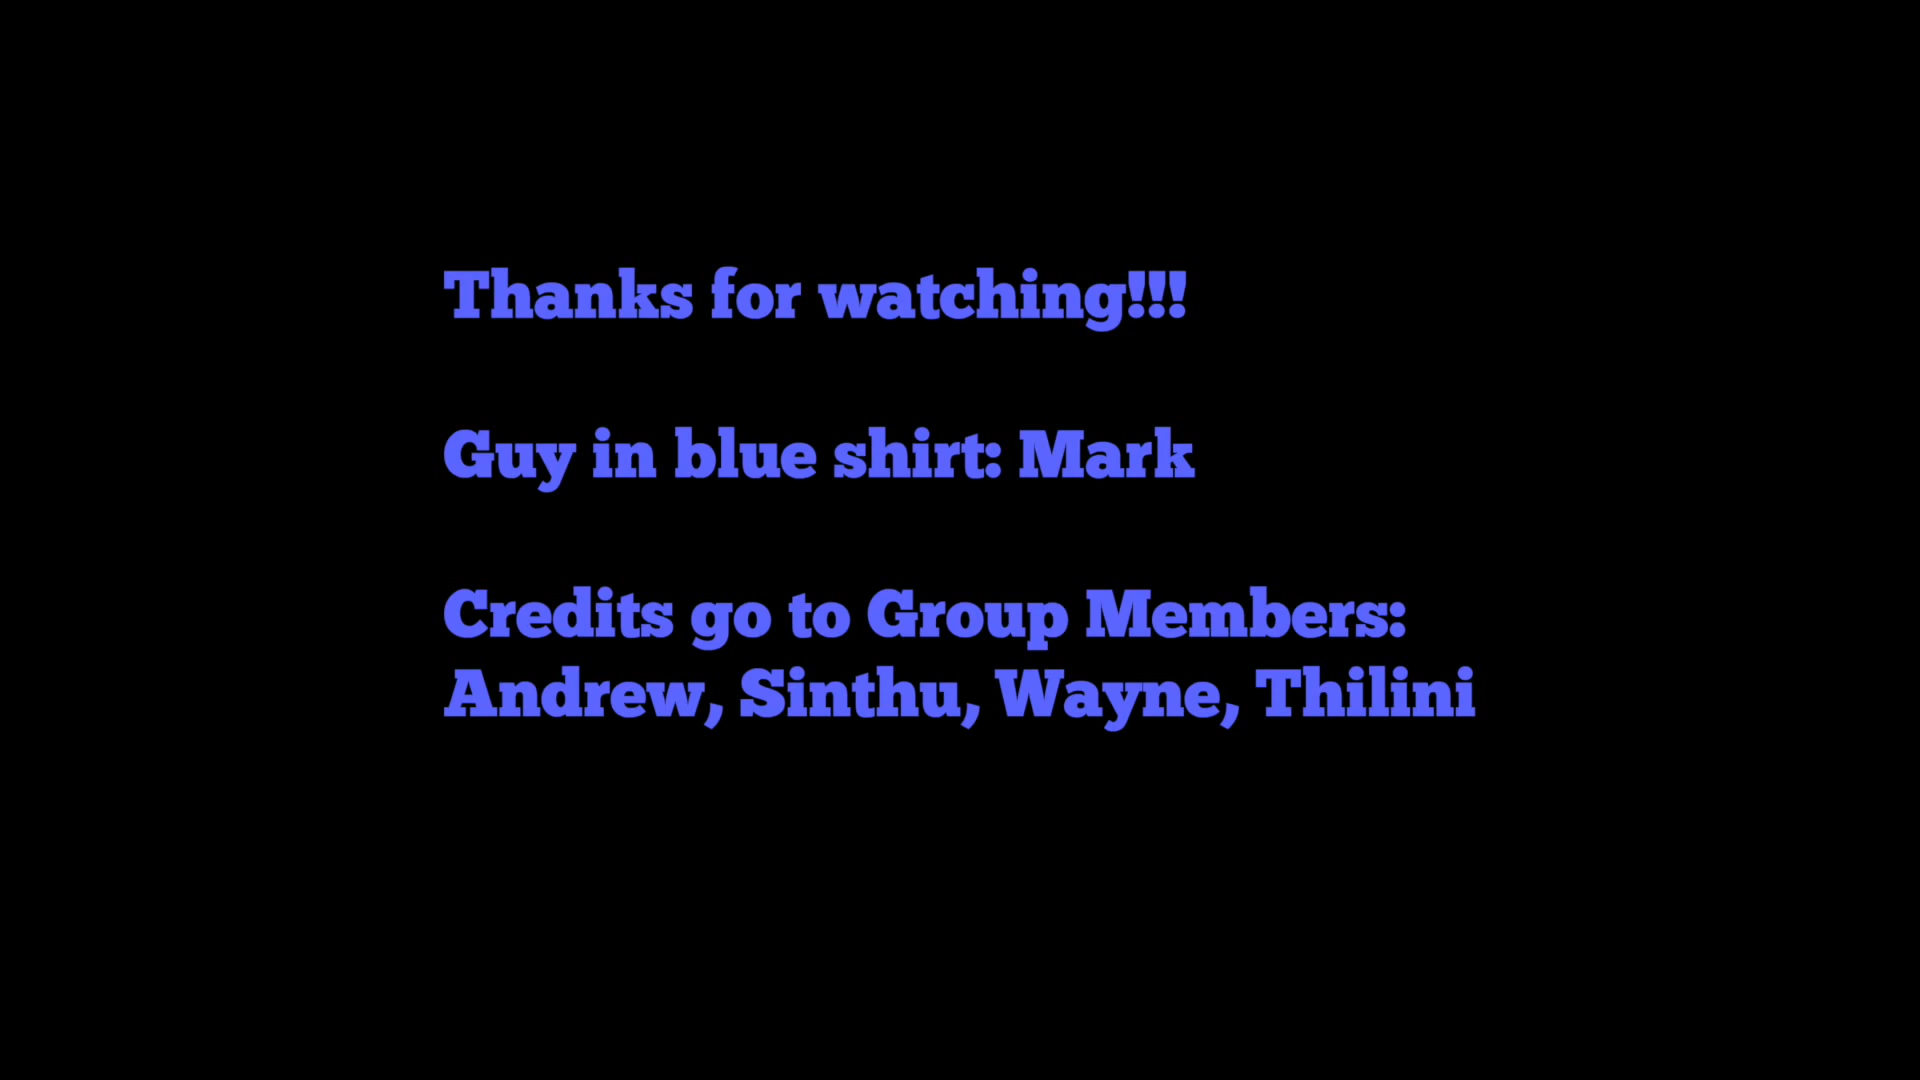 Thanks for watching!!!
Guy in blue shirt: Mark
Credits go to Group Members:
Andrew, Sinthu, Wayne, Thilini